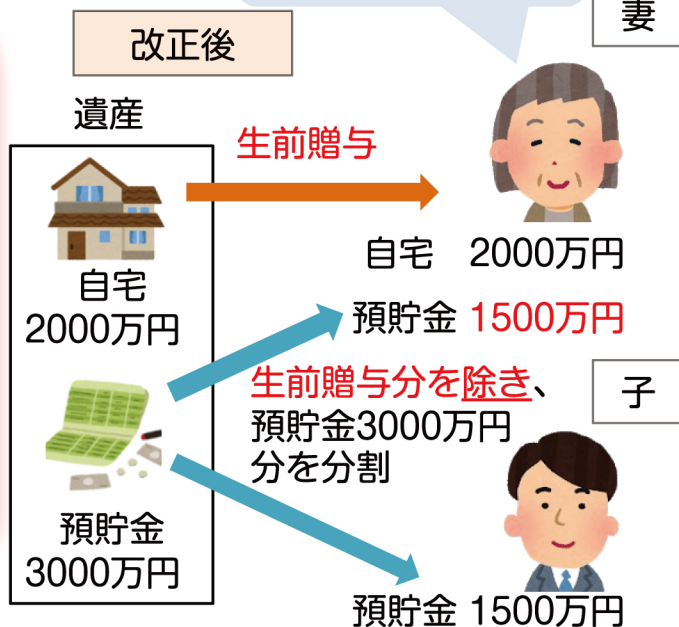 妻
改正後
遺産
生前贈与
自宅
2000万円
自宅 2000万円
預貯金 1500万円
生前贈与分を除き、
預貯金3000万円
分を分割
子
預貯金
3000万円
預貯金 1500万円